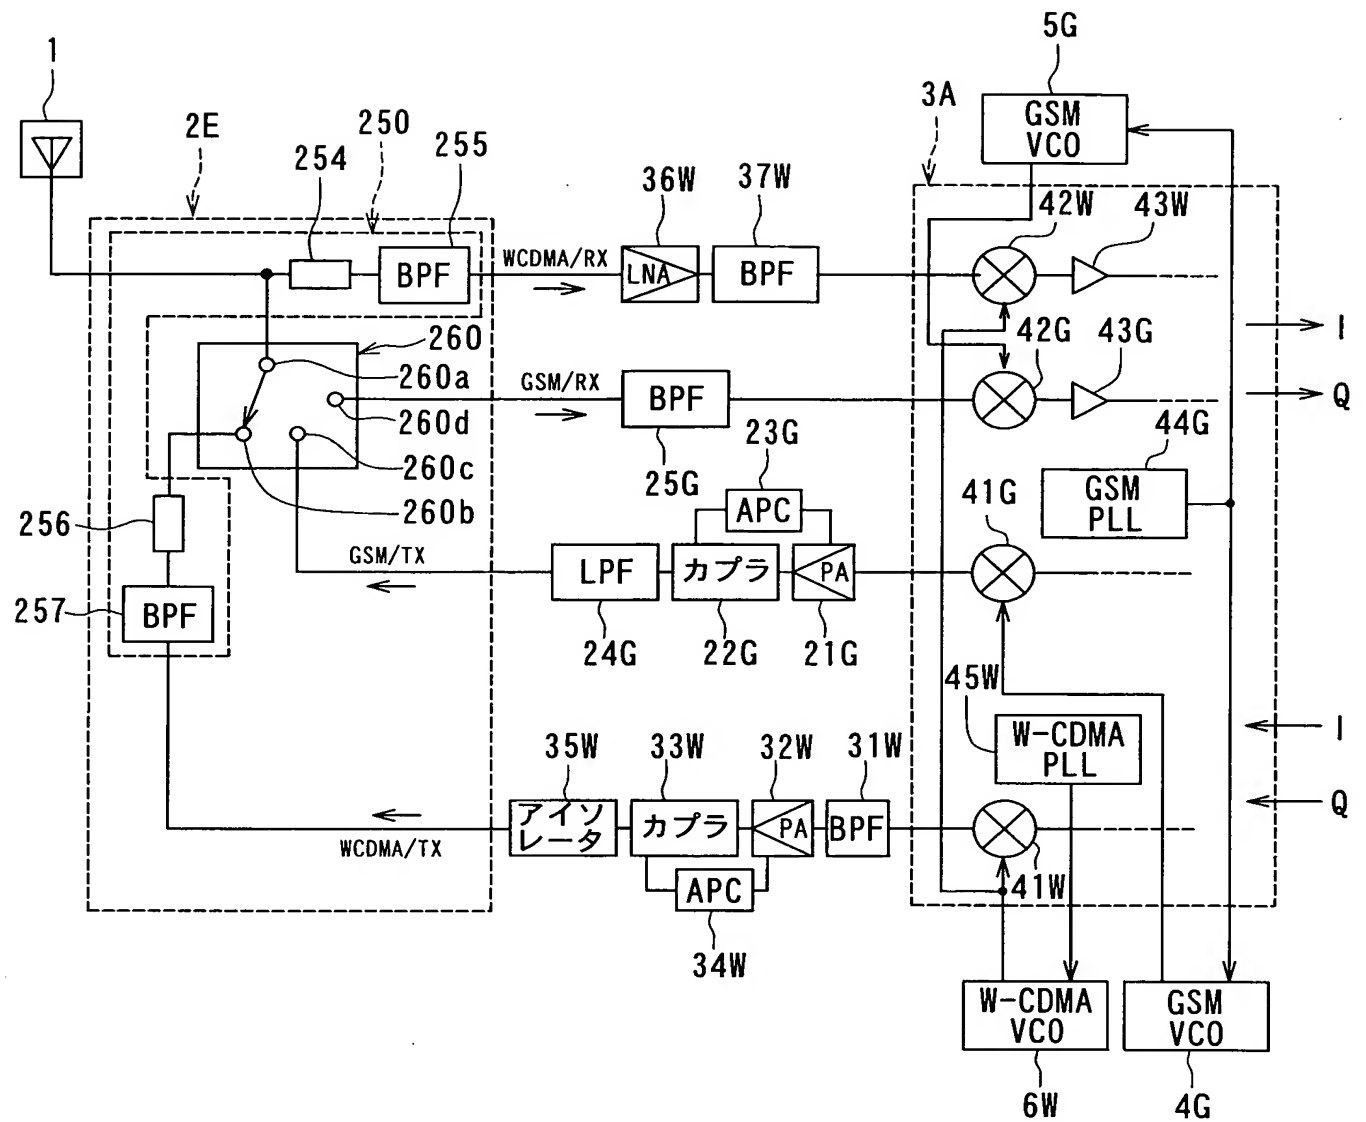 1
2E
250
254
255
BPF
WCDMA/RX
36W
LNA
37W
BPF
3A
5G
GSM
VCO
42W
43W
260
260a
260d
260c
260b
GSM/RX
BPF
25G
42G
43G
I
Q
44G
GSM
PLL
23G
APC
41G
256
257
BPF
GSM/TX
LPF
24G
カプラ
22G
PA
21G
45W
W-CDMA
PLL
I
Q
35W
アイソ
レータ
33W
カプラ
32W
PA
31W
BPF
WCDMA/TX
APC
34W
41W
W-CDMA
VCO
6W
GSM
VCO
4G